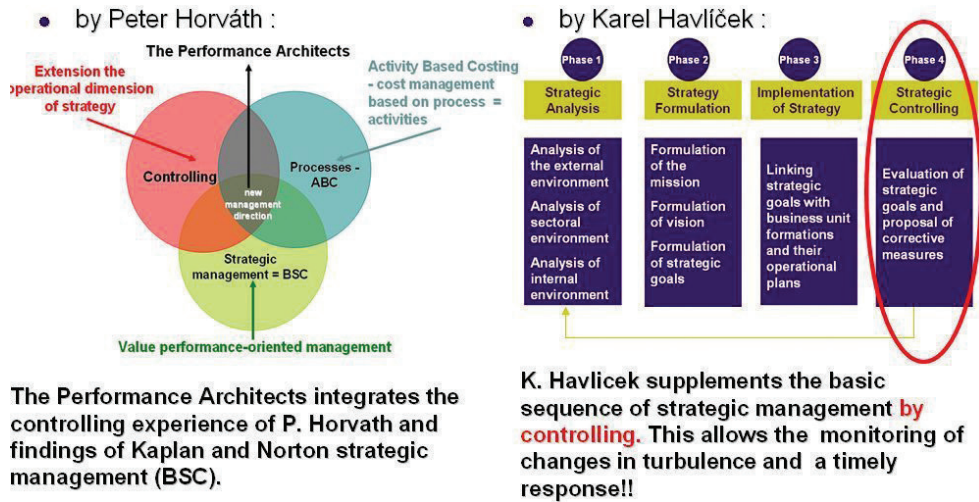 • by Peter Horváth :
The Performance Architects
Extension the
operational dimension
of strategy
Activity Based Costing
- cost management
based on process =
activities
Controlling
Processes -
ABC
new
management
direction
Strategic
management = BSC
Value performance-oriented management
The Performance Architects integrates the
controlling experience of P. Horvath and
findings of Kaplan and Norton strategic
management (BSC).
• by Karel Havlíček :
Phase 1
Phase 2
Phase 3
Phase 4
Strategic
Analysis
Strategy
Formulation
Implementation
of Strategy
Strategic
Controlling
Analysis of
the external
environment
Analysis of
sectoral
environment
Analysis of
internal
environment
Formulation
of the
mission
Formulation
of vision
Formulation
of strategic
goals
Linking
strategic
goals with
business unit
formations
and their
operational
plans
Evaluation of
strategic
goals and
proposal of
corrective
measures
K. Havlicek supplements the basic
sequence of strategic management by
controlling. This allows the monitoring of
changes in turbulence and a timely
response!!